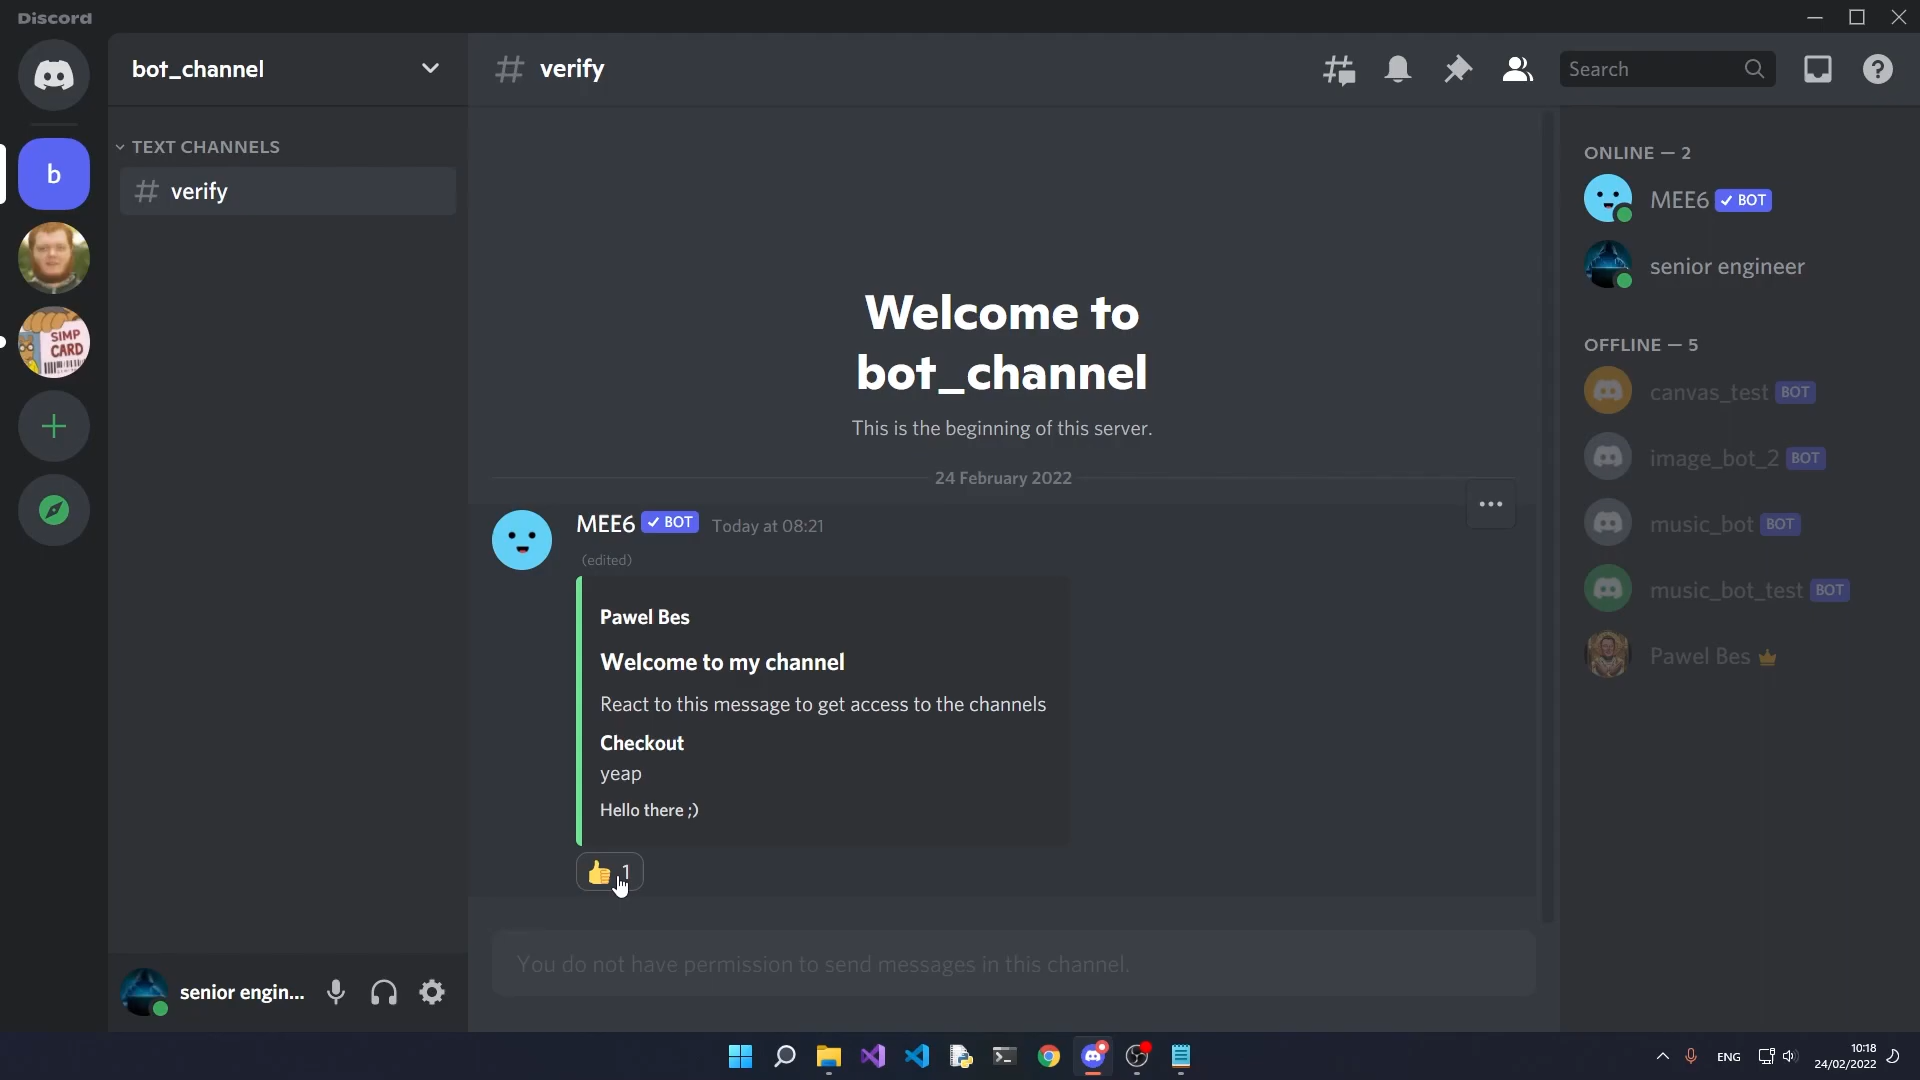 Discord
bot_channel
verify
Search
TEXT CHANNELS
verify
b
SIMP
CARD
Welcome to
bot_channel
This is the beginning of this server.
24 February 2022
MEE6 ✓ BOT Today at 08:21
(edited)
Pawel Bes
Welcome to my channel
React to this message to get access to the channels
Checkout
yeap
Hello there ;)
👍 1
You do not have permission to send messages in this channel.
ONLINE — 2
MEE6 ✓ BOT
senior engineer
OFFLINE — 5
canvas_test BOT
image_bot_2 BOT
music_bot BOT
music_bot_test BOT
Pawel Bes
senior engin...
ENG
10:18
24/02/2022